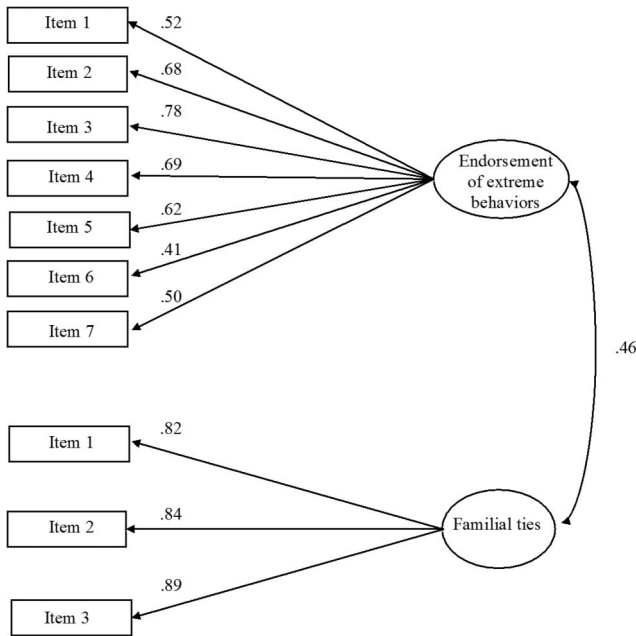 Item 1
.52
Item 2
.68
Item 3
.78
Item 4
.69
Item 5
.62
Item 6
.41
Item 7
.50
Endorsement
of extreme
behaviors
.46
Item 1
.82
Item 2
.84
Item 3
.89
Familial ties